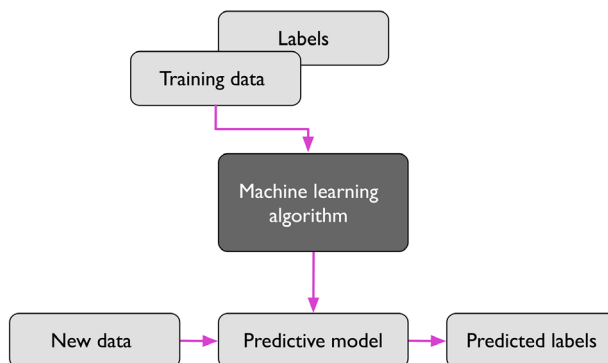 Labels
Training data
Machine learning
algorithm
New data
Predictive model
Predicted labels